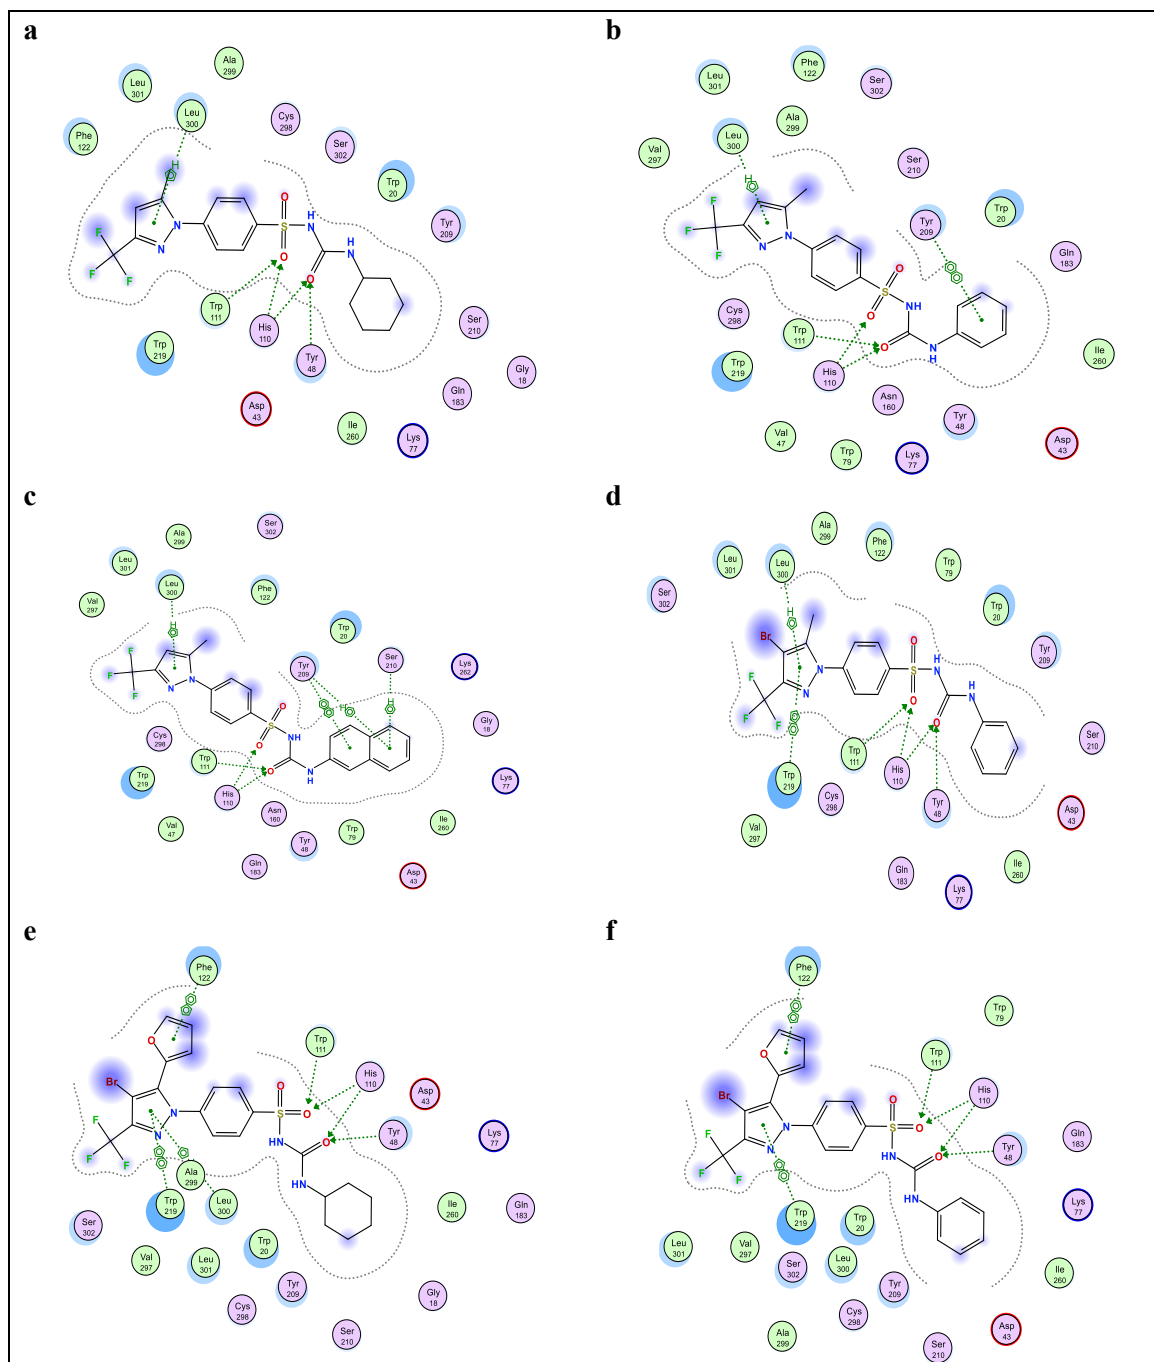 a
Ala 299
Leu 301
Leu 300
Cys 298
Phe 122
Ser 302
Trp 20
Tyr 209
H
O
N H
H N
S
N
N
F
F
F
O
O
Trp 111
His 110
Tyr 48
Ser 210
Trp 219
Gly 18
Gln 183
Asp 43
Ile 260
Lys 77
b
Phe 122
Leu 301
Ser 302
Ala 299
Leu 300
Val 297
Ser 210
Trp 20
Tyr 209
Gln 183
H
F
F
F
N
N
O
S
O
NH
O
N H
Cys 298
Trp 111
Trp 219
His 110
Asn 160
Ile 260
Tyr 48
Val 47
Trp 79
Lys 77
Asp 43
c
Ser 302
Ala 299
Leu 301
Leu 300
Phe 122
Val 297
Trp 20
Tyr 209
Ser 210
Lys 262
H
H
H
F
F
F
N
N
O
S
O
NH
O
N H
Gly 18
Cys 298
Trp 111
Trp 219
His 110
Lys 77
Asn 160
Val 47
Tyr 48
Trp 79
Ile 260
Gln 183
Asp 43
d
Ala 299
Phe 122
Leu 301
Leu 300
Trp 79
Ser 302
Trp 20
Tyr 209
H
Br
O
N H
H N
S
F
F
F
N
N
O
O
Ser 210
Trp 111
His 110
Trp 219
Cys 298
Tyr 48
Asp 43
Val 297
Gln 183
Lys 77
Ile 260
e
Phe 122
Trp 111
His 110
Asp 43
O
Br
O
S
O
Tyr 48
Lys 77
F
F
F
N
N
HN
O
HN
Ala 299
Trp 219
Leu 300
Ser 302
Trp 20
Ile 260
Gln 183
Val 297
Leu 301
Tyr 209
Cys 298
Gly 18
Ser 210
f
Phe 122
Trp 79
Trp 111
His 110
O
Br
O
S
O
Gln 183
Tyr 48
F
F
F
N
N
HN
O
HN
Lys 77
Trp 219
Trp 20
Leu 301
Val 297
Ser 302
Leu 300
Tyr 209
Ile 260
Cys 298
Ala 299
Ser 210
Asp 43